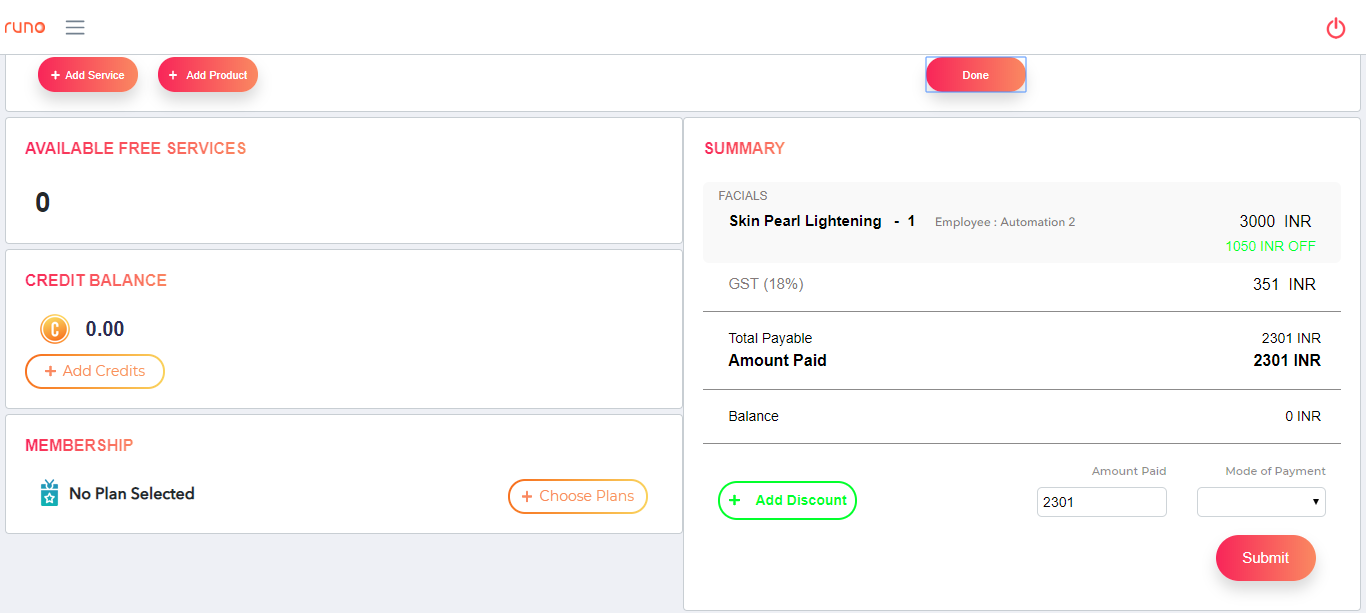 runo
+ Add Service
+ Add Product
Done
AVAILABLE FREE SERVICES
0
CREDIT BALANCE
C 0.00
+ Add Credits
MEMBERSHIP
No Plan Selected
+ Choose Plans
SUMMARY
FACIALS
Skin Pearl Lightening - 1 Employee : Automation 2 3000 INR
1050 INR OFF
GST (18%) 351 INR
Total Payable 2301 INR
Amount Paid 2301 INR
Balance 0 INR
Amount Paid Mode of Payment
+ Add Discount 2301
Submit